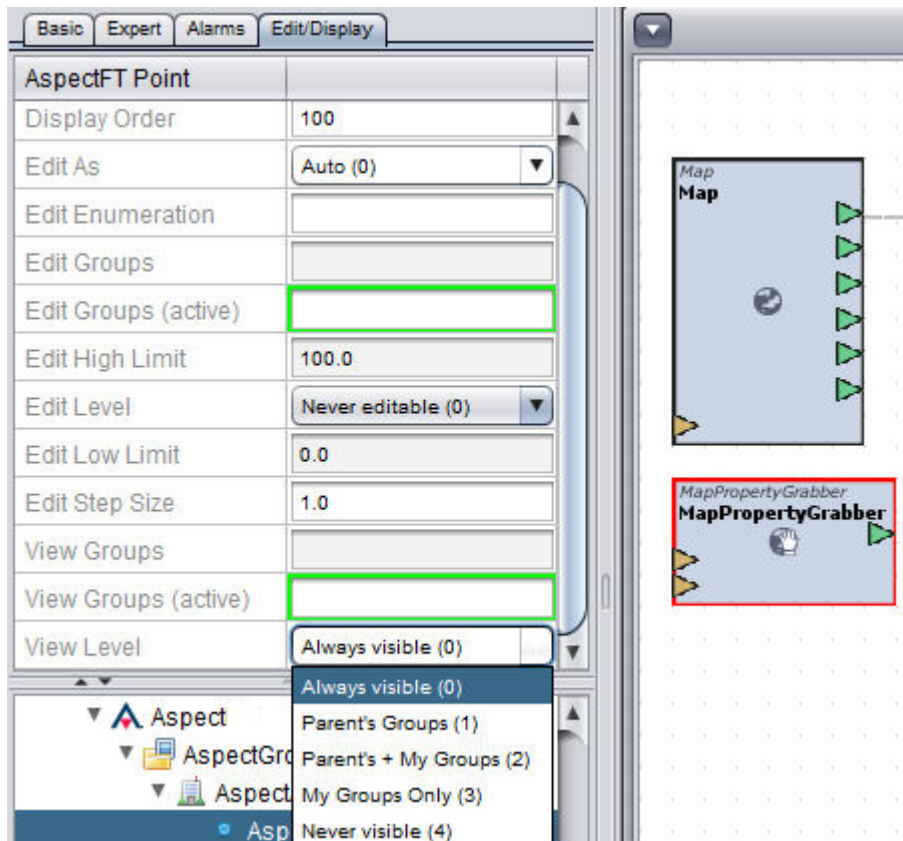 Basic Expert Alarms Edit/Display
AspectFT Point
Display Order 100
Edit As Auto (0)
Edit Enumeration
Edit Groups
Edit Groups (active)
Edit High Limit 100.0
Edit Level Never editable (0)
Edit Low Limit 0.0
Edit Step Size 1.0
View Groups
View Groups (active)
View Level Always visible (0)
Always visible (0)
Parent's Groups (1)
Parent's + My Groups (2)
My Groups Only (3)
Never visible (4)
Aspect
AspectGro
Aspect
Asp
Map
Map
MapPropertyGrabber
MapPropertyGrabber